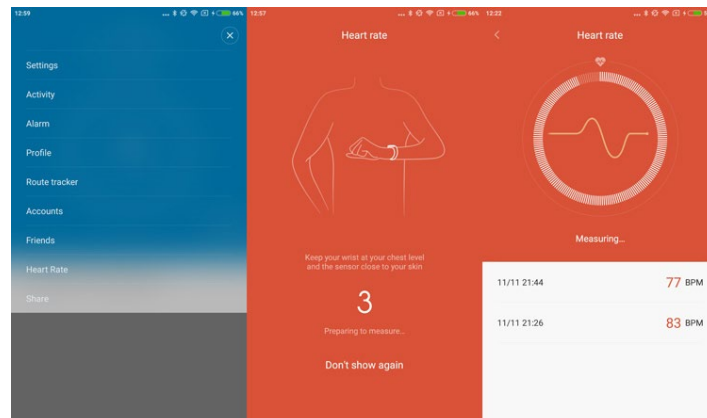 12:59
66%
Settings
Activity
Alarm
Profile
Route tracker
Accounts
Friends
Heart Rate
Share
12:57
66%
Heart rate
Keep your wrist at your chest level
and the sensor close to your skin
3
Preparing to measure...
Don't show again
12:22
Heart rate
Measuring...
11/11 21:44 77 BPM
11/11 21:26 83 BPM